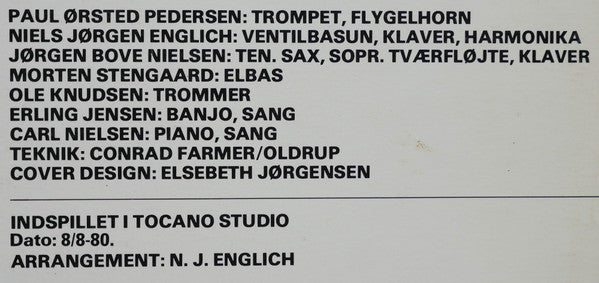 PAUL ØRSTED PEDERSEN: TROMPET, FLYGELHORN
NIELS JØRGEN ENGLICH: VENTILBASUN, KLAVER, HARMONIKA
JØRGEN BOVE NIELSEN: TEN. SAX, SOPR. TVÆRFLØJTE, KLAVER
MORTEN STENGAARD: ELBAS
OLE KNUDSEN: TROMMER
ERLING JENSEN: BANJO, SANG
CARL NIELSEN: PIANO, SANG
TEKNIK: CONRAD FARMER/OLDRUP
COVER DESIGN: ELSEBETH JØRGENSEN
INDSPILLET I TOCANO STUDIO
Dato: 8/8-80.
ARRANGEMENT: N. J. ENGLICH